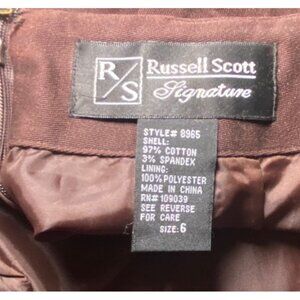 R/S
Russell Scott
Signature
STYLE# 8965
SHELL:
97% COTTON
3% SPANDEX
LINING:
100% POLYESTER
MADE IN CHINA
RN# 109039
SEE REVERSE
FOR CARE
SIZE: 6